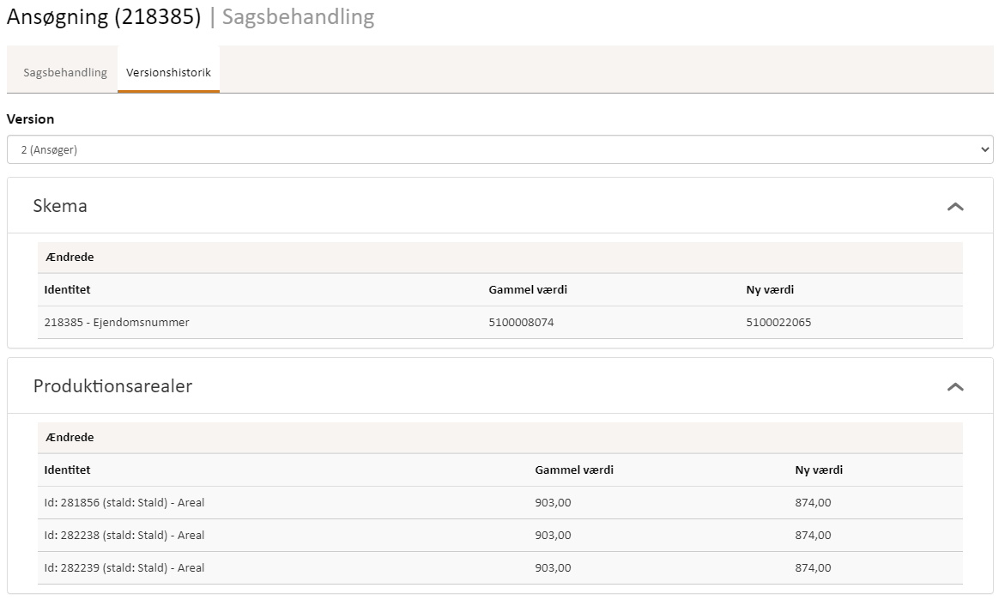 Ansøgning (218385) | Sagsbehandling
Sagsbehandling Versionshistorik
Version
2 (Ansøger)
Skema
Ændrede
Identitet Gammel værdi Ny værdi
218385 - Ejendomsnummer 5100008074 5100022065
Produktionsarealer
Ændrede
Identitet Gammel værdi Ny værdi
Id: 281856 (stald: Stald) - Areal 903,00 874,00
Id: 282238 (stald: Stald) - Areal 903,00 874,00
Id: 282239 (stald: Stald) - Areal 903,00 874,00